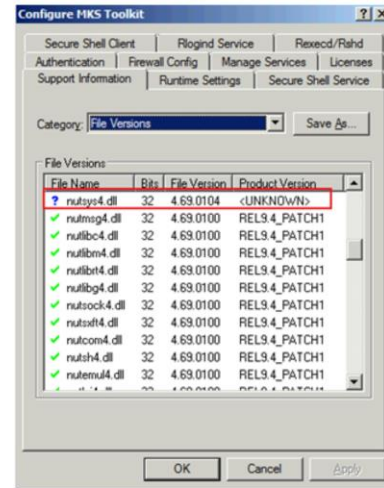 Configure MKS Toolkit
Secure Shell Client Rlogind Service Rexecd/Rshd
Authentication Firewall Config Manage Services Licenses
Support Information Runtime Settings Secure Shell Service
Category: File Versions Save As...
File Versions
File Name Bits File Version Product Version
? nutsys4.dll 32 4.69.0104 <UNKNOWN>
nutmsg4.dll 32 4.69.0100 REL9.4_PATCH1
nutlibc4.dll 32 4.69.0100 REL9.4_PATCH1
nutlibm4.dll 32 4.69.0100 REL9.4_PATCH1
nutlibrt4.dll 32 4.69.0100 REL9.4_PATCH1
nutlibg4.dll 32 4.69.0100 REL9.4_PATCH1
nutsock4.dll 32 4.69.0100 REL9.4_PATCH1
nutsxft4.dll 32 4.69.0100 REL9.4_PATCH1
nutcom4.dll 32 4.69.0100 REL9.4_PATCH1
nutsh4.dll 32 4.69.0100 REL9.4_PATCH1
nutemul4.dll 32 4.69.0100 REL9.4_PATCH1
OK Cancel Apply